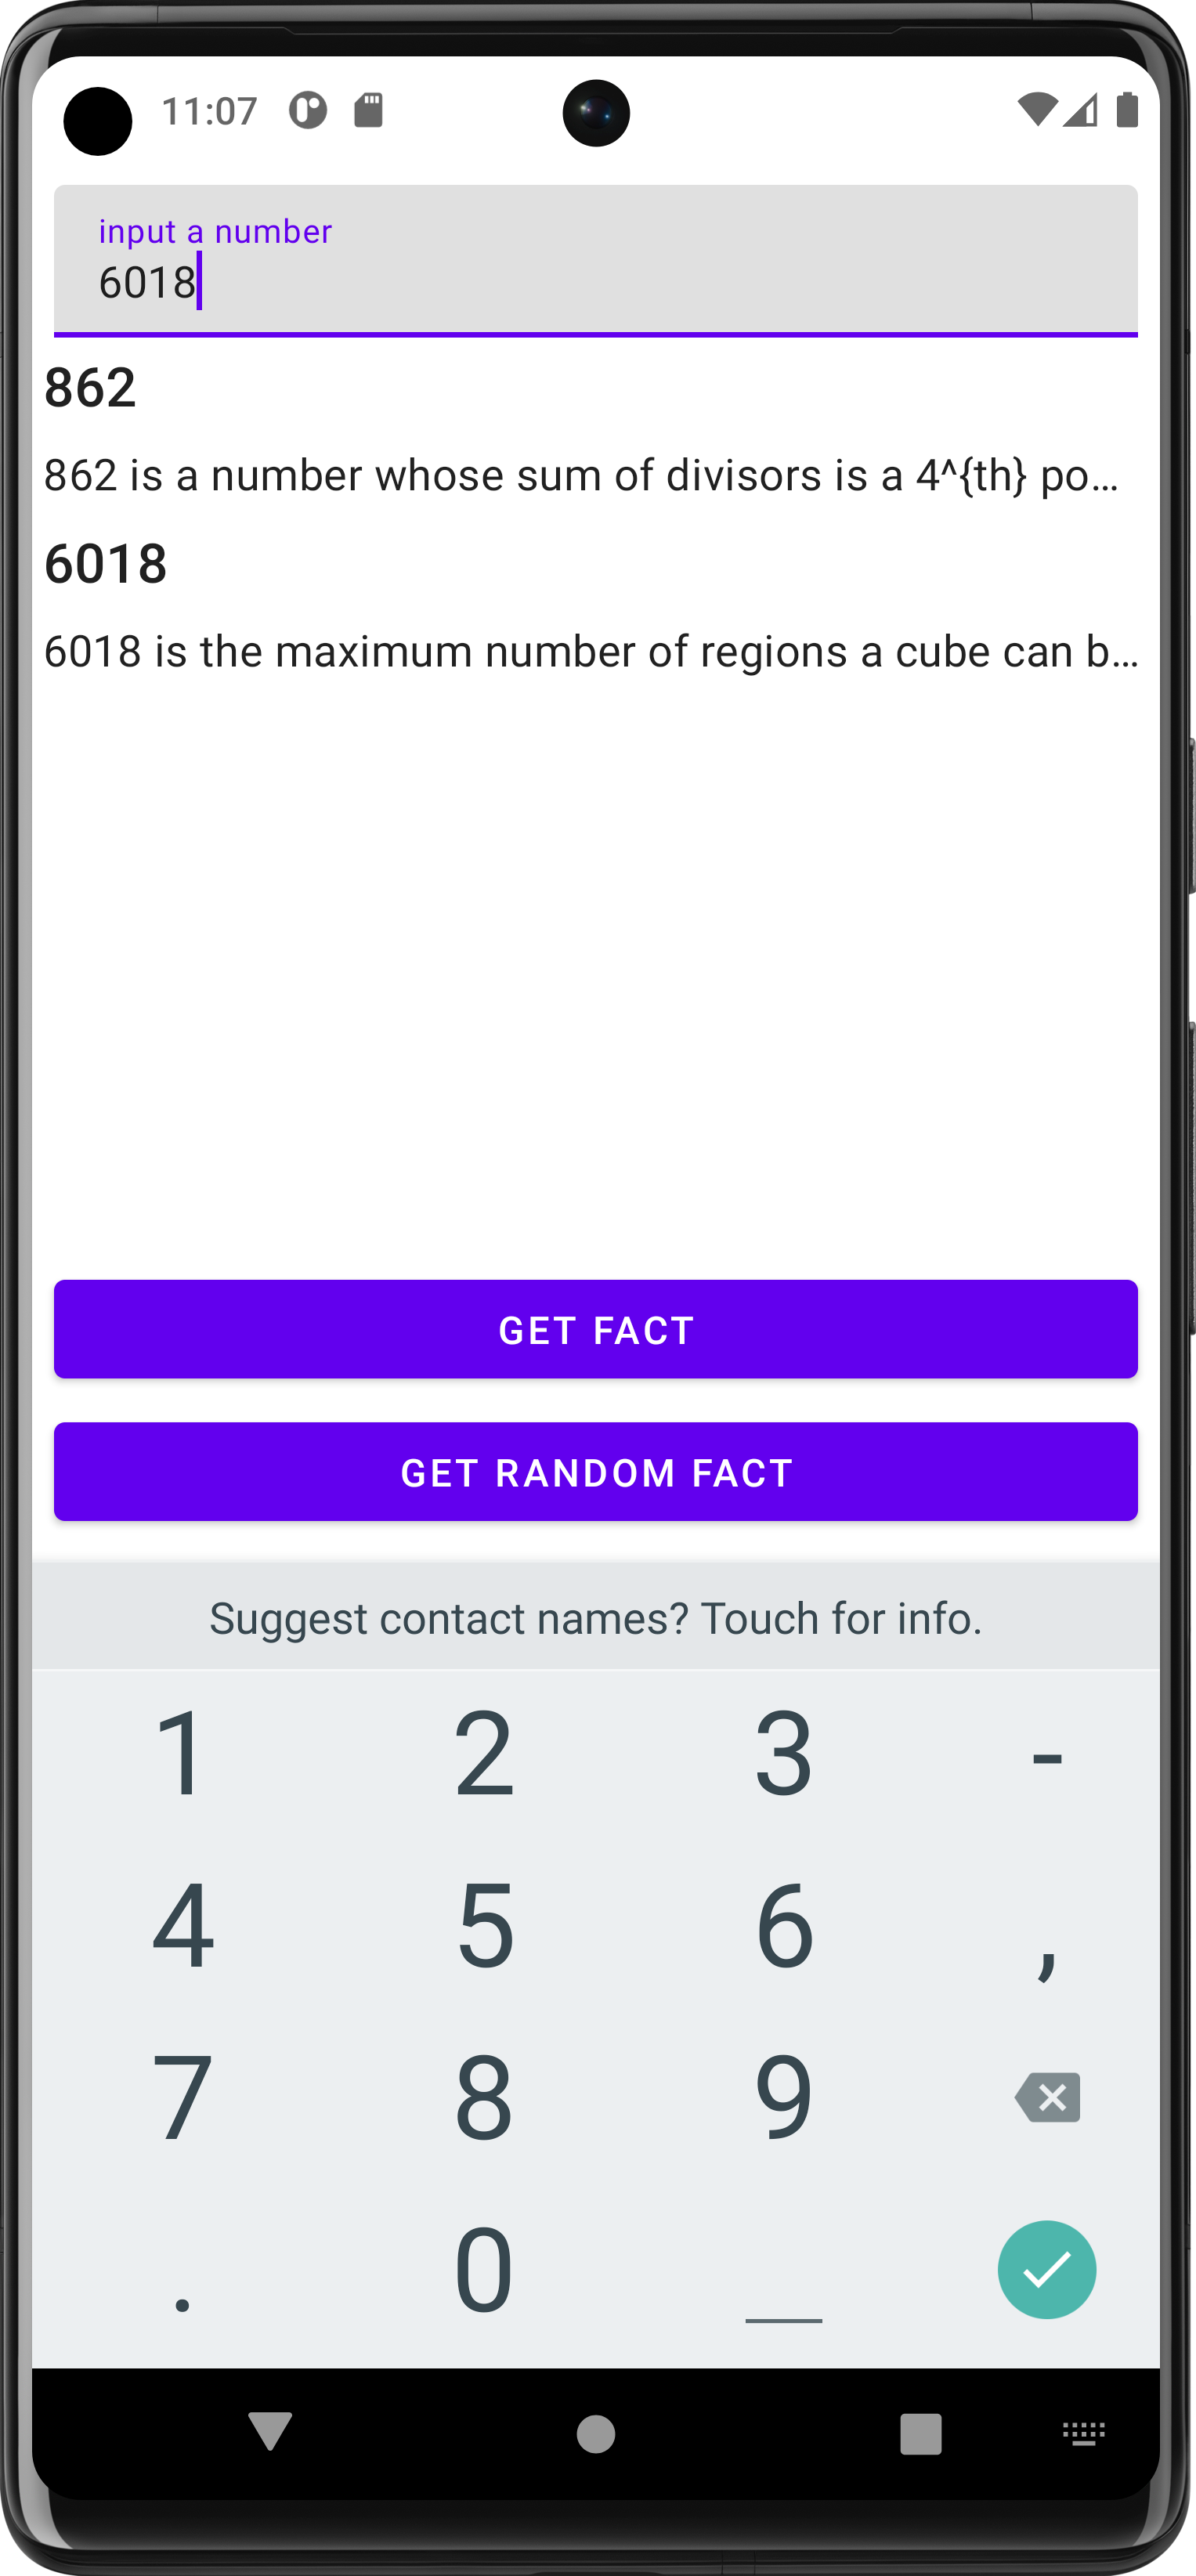 11:07
input a number
6018
862
862 is a number whose sum of divisors is a 4^{th} po…
6018
6018 is the maximum number of regions a cube can b…
GET FACT
GET RANDOM FACT
Suggest contact names? Touch for info.
1 2 3 -
4 5 6 ,
7 8 9
. 0 _